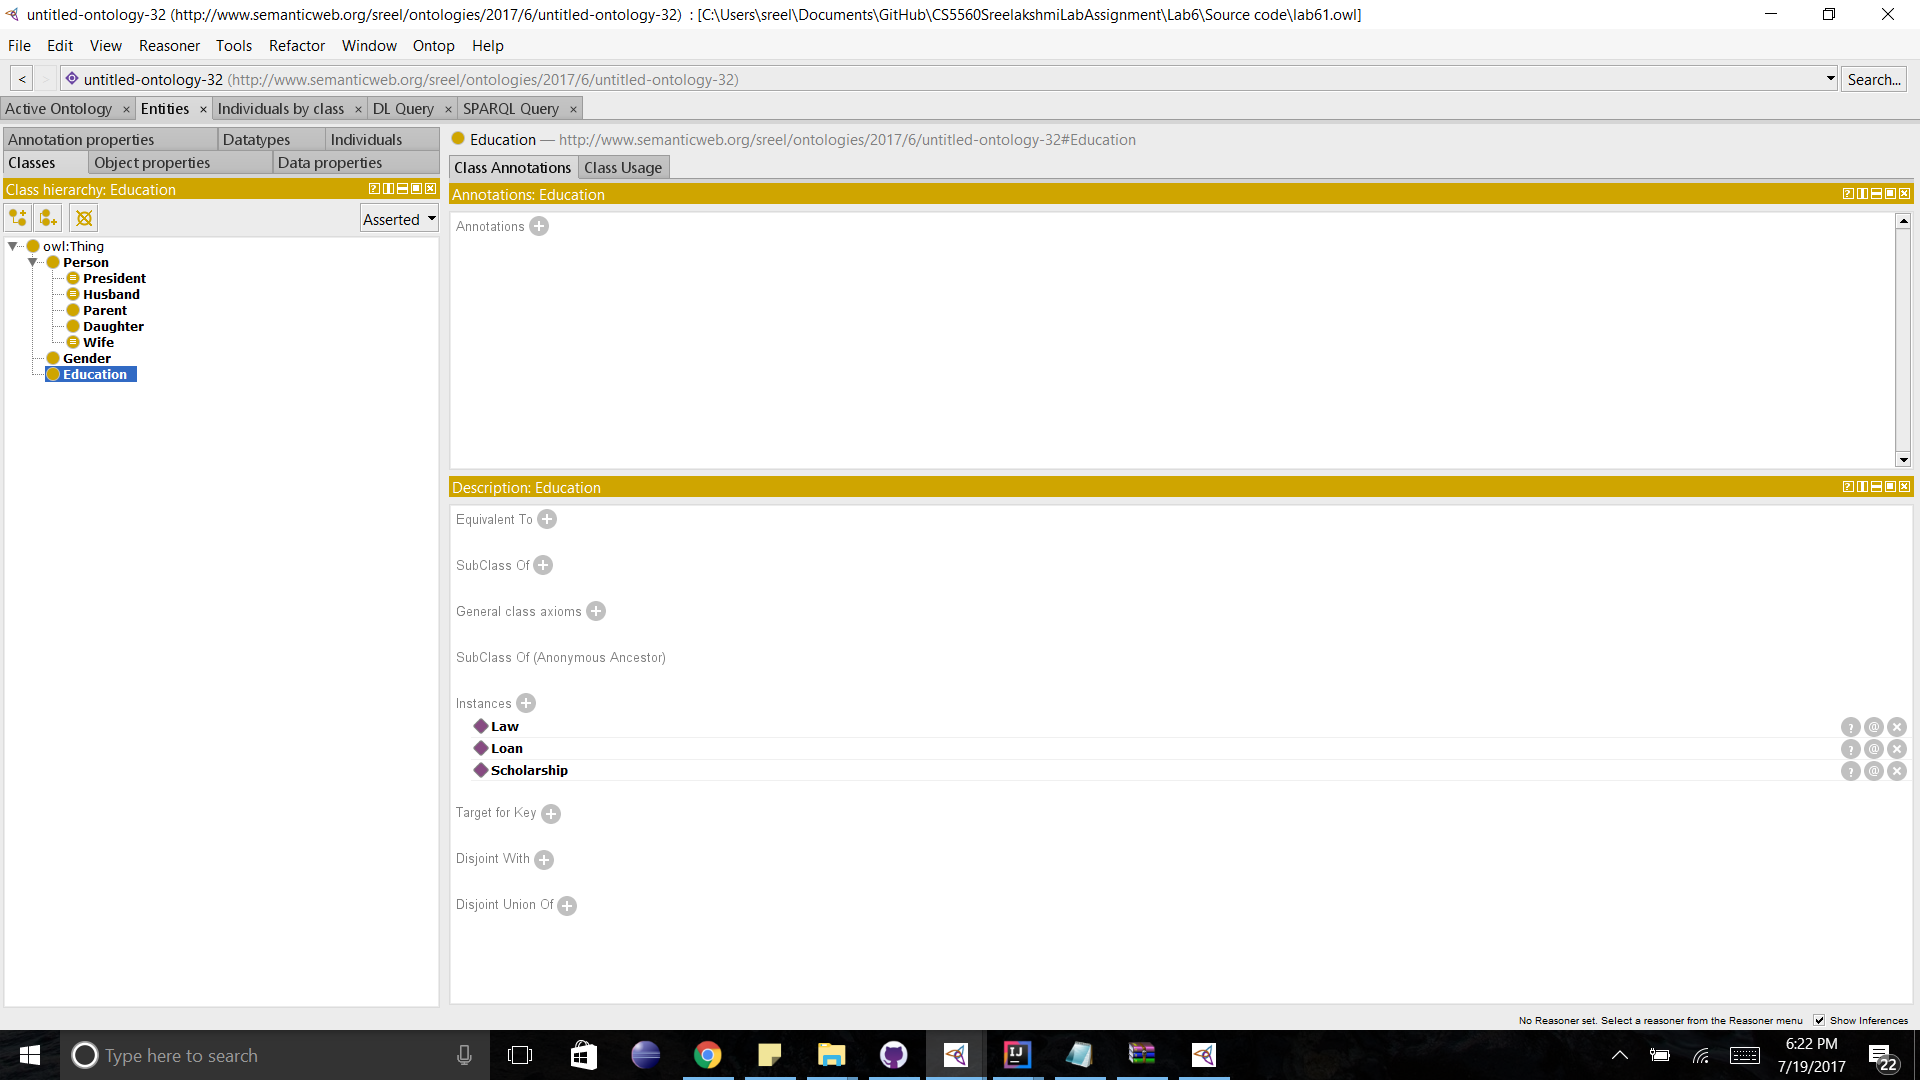 untitled-ontology-32 (http://www.semanticweb.org/sreel/ontologies/2017/6/untitled-ontology-32) : [C:\Users\sreel\Documents\GitHub\CS5560SreelakshmiLabAssignment\Lab6\Source code\lab61.owl]
File Edit View Reasoner Tools Refactor Window Ontop Help
< > untitled-ontology-32 (http://www.semanticweb.org/sreel/ontologies/2017/6/untitled-ontology-32) Search...
Active Ontology × Entities × Individuals by class × DL Query × SPARQL Query ×
Annotation properties Datatypes Individuals
Classes Object properties Data properties
Class hierarchy: Education
Asserted
owl:Thing
Person
President
Husband
Parent
Daughter
Wife
Gender
Education
Education — http://www.semanticweb.org/sreel/ontologies/2017/6/untitled-ontology-32#Education
Class Annotations Class Usage
Annotations: Education
Annotations
Description: Education
Equivalent To
SubClass Of
General class axioms
SubClass Of (Anonymous Ancestor)
Instances
Law
Loan
Scholarship
Target for Key
Disjoint With
Disjoint Union Of
No Reasoner set. Select a reasoner from the Reasoner menu Show Inferences
Type here to search
IJ
6:22 PM
7/19/2017
22